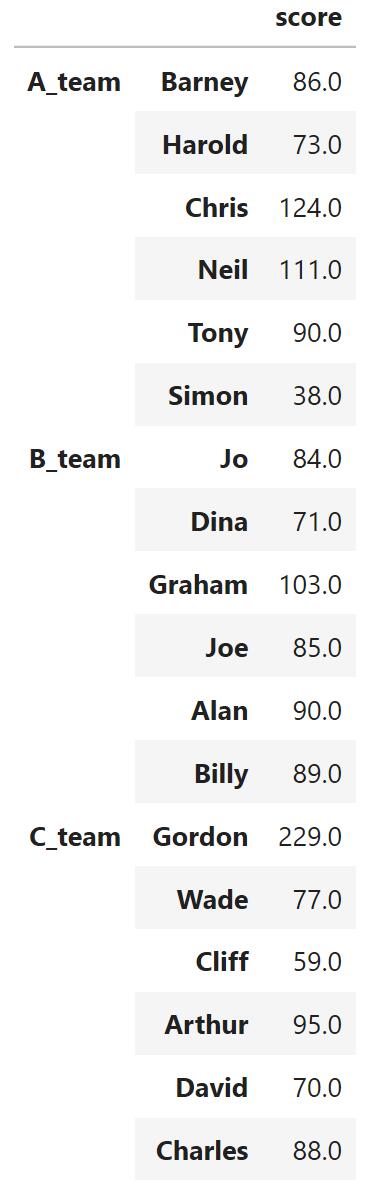 score
A_team Barney 86.0
Harold 73.0
Chris 124.0
Neil 111.0
Tony 90.0
Simon 38.0
B_team Jo 84.0
Dina 71.0
Graham 103.0
Joe 85.0
Alan 90.0
Billy 89.0
C_team Gordon 229.0
Wade 77.0
Cliff 59.0
Arthur 95.0
David 70.0
Charles 88.0